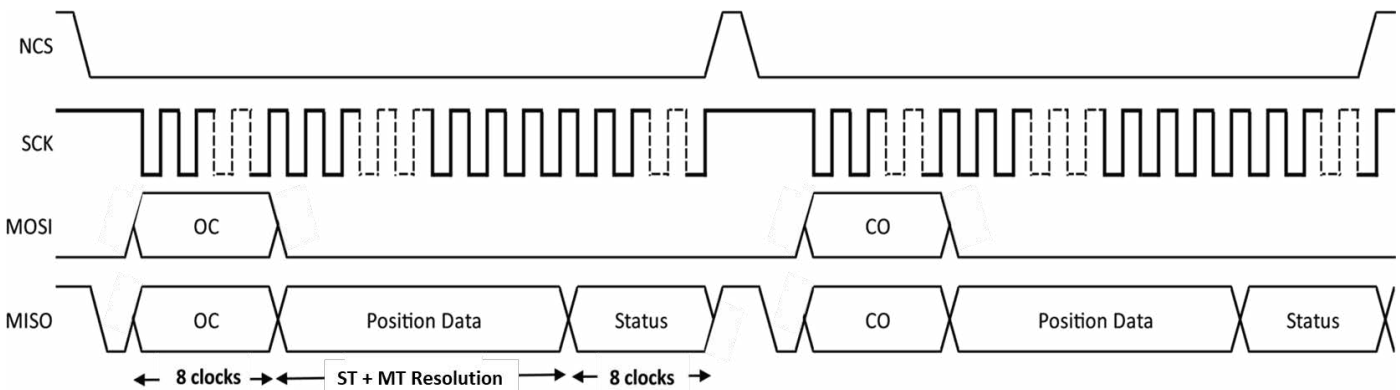 NCS
SCK
MOSI OC CO
MISO OC Position Data Status CO Position Data Status
8 clocks ST + MT Resolution 8 clocks